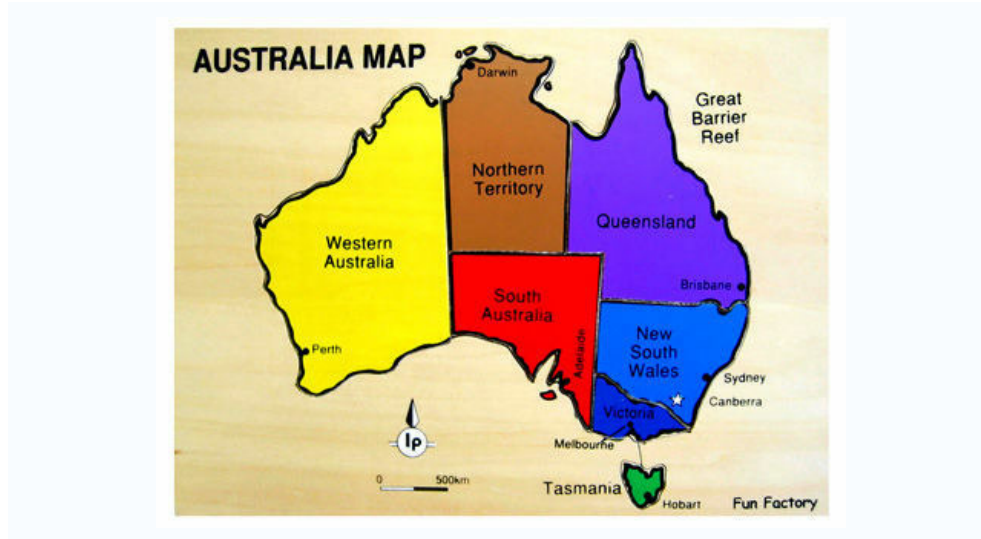 AUSTRALIA MAP
Darwin
Great
Barrier
Reef
Northern
Territory
Queensland
Western
Australia
Brisbane
South
Australia
New
South
Wales
Adelaide
Perth
Sydney
Canberra
Victoria
Melbourne
lp
0 500km
Tasmania
Hobart
Fun Factory